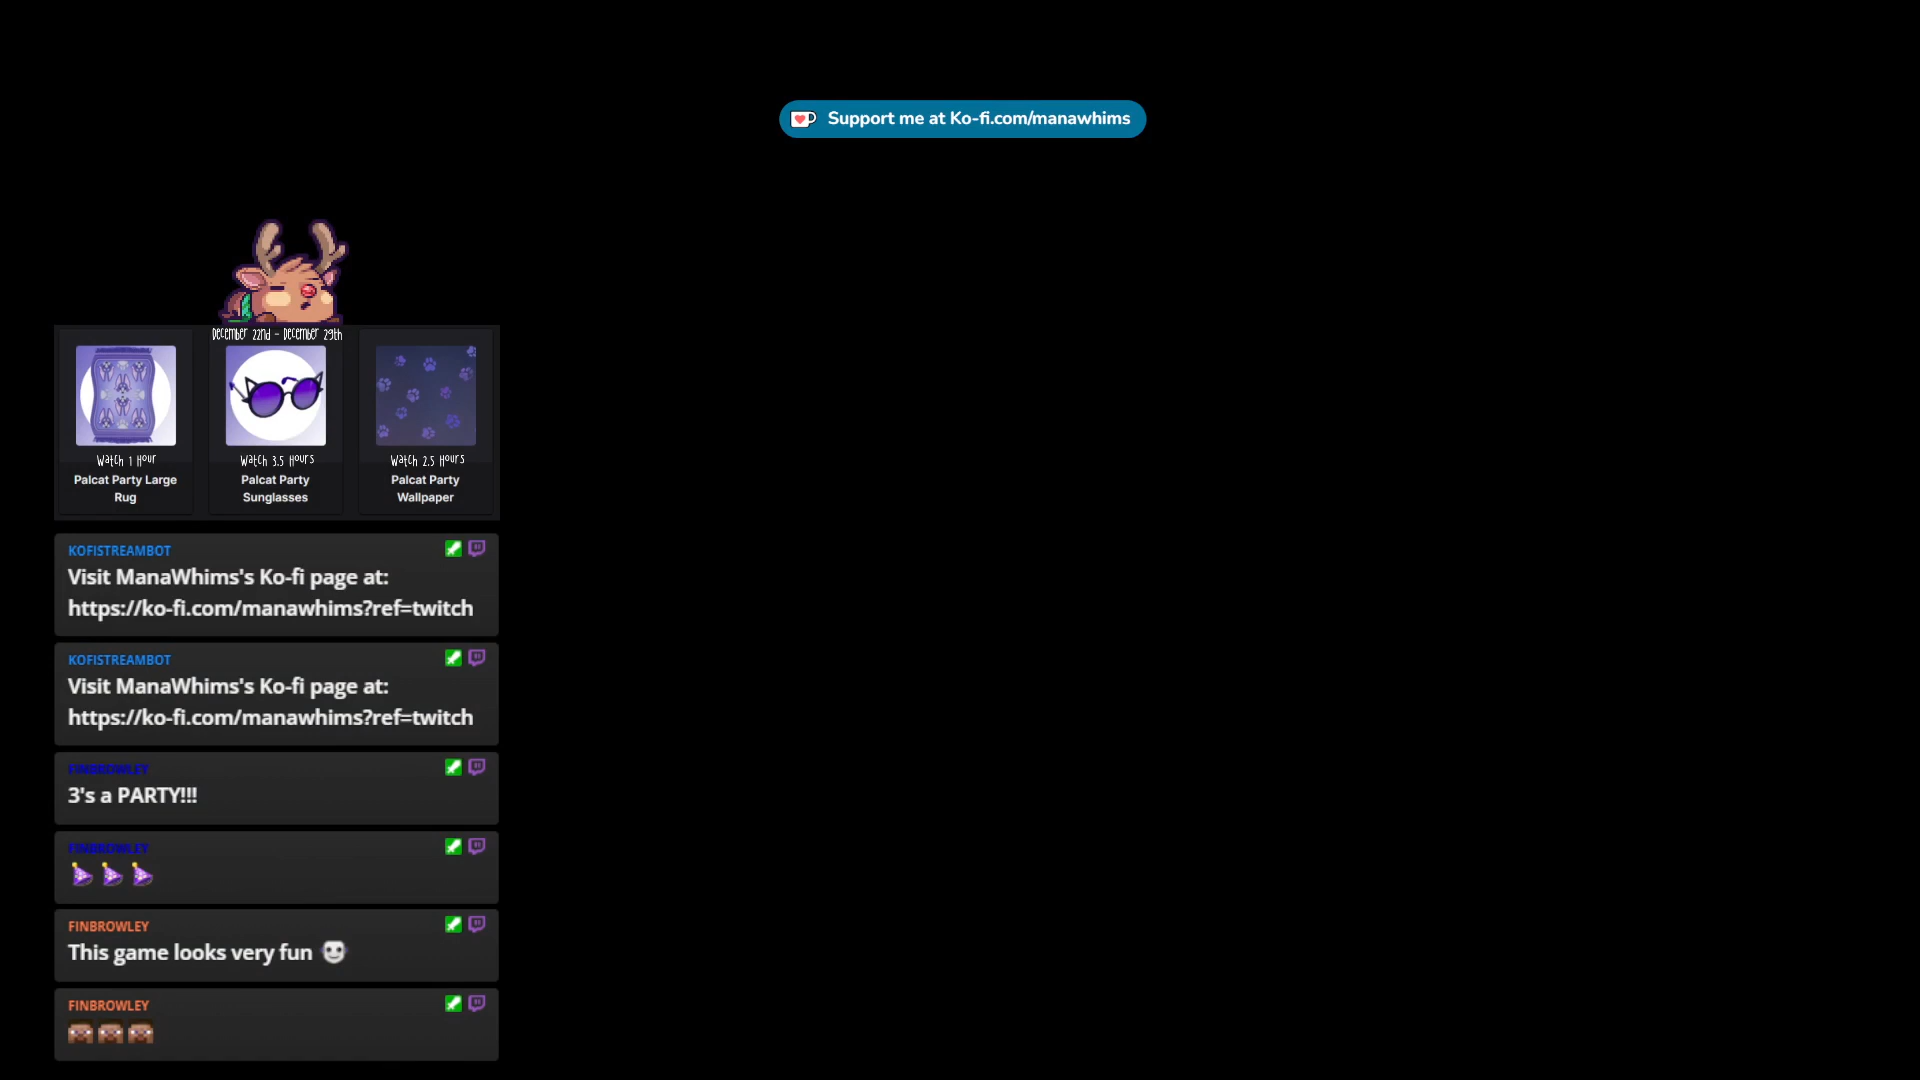 Support me at Ko-fi.com/manawhims
December 22nd - December 29th
Watch 1 Hour
Palcat Party Large
Rug
Watch 3.5 Hours
Palcat Party
Sunglasses
Watch 2.5 Hours
Palcat Party
Wallpaper
KOFISTREAMBOT
Visit ManaWhims's Ko-fi page at:
https://ko-fi.com/manawhims?ref=twitch
KOFISTREAMBOT
Visit ManaWhims's Ko-fi page at:
https://ko-fi.com/manawhims?ref=twitch
FINBROWLEY
3's a PARTY!!!
FINBROWLEY
FINBROWLEY
This game looks very fun
FINBROWLEY